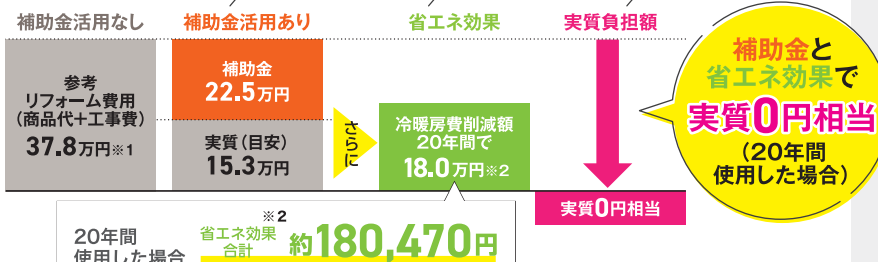 補助金活用なし
補助金活用あり
省エネ効果
実質負担額
参考
リフォーム費用
(商品代+工事費)
37.8万円※1
補助金
22.5万円
実質(目安)
15.3万円
さらに
冷暖房費削減額
20年間で
18.0万円※2
実質0円相当
補助金と
省エネ効果で
実質0円相当
(20年間
使用した場合)
20年間
使用した場合
※2
省エネ効果
合計
約180,470円